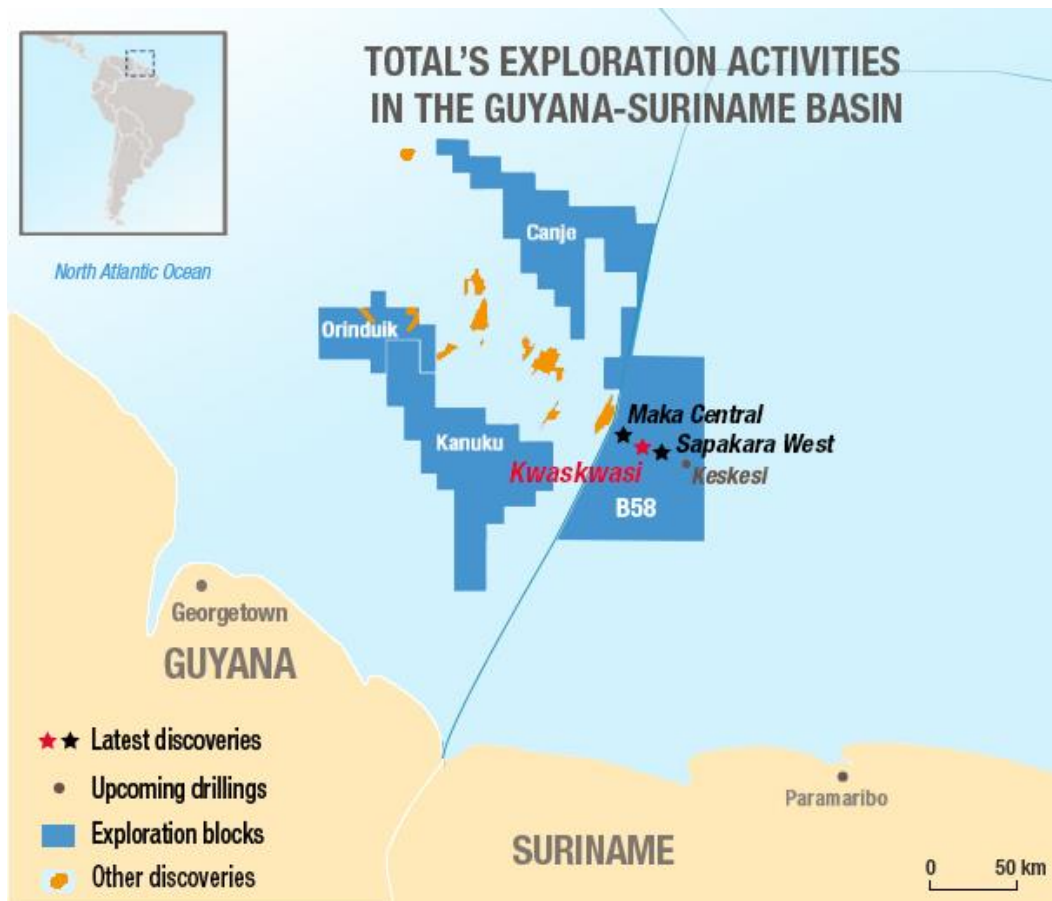 TOTAL'S EXPLORATION ACTIVITIES
IN THE GUYANA-SURINAME BASIN
North Atlantic Ocean
Canje
Orinduik
Kanuku
Maka Central
Sapakara West
Kwaskwasi
Keskesi
B58
Georgetown
GUYANA
Latest discoveries
Upcoming drillings
Exploration blocks
Other discoveries
Paramaribo
SURINAME
0 50 km